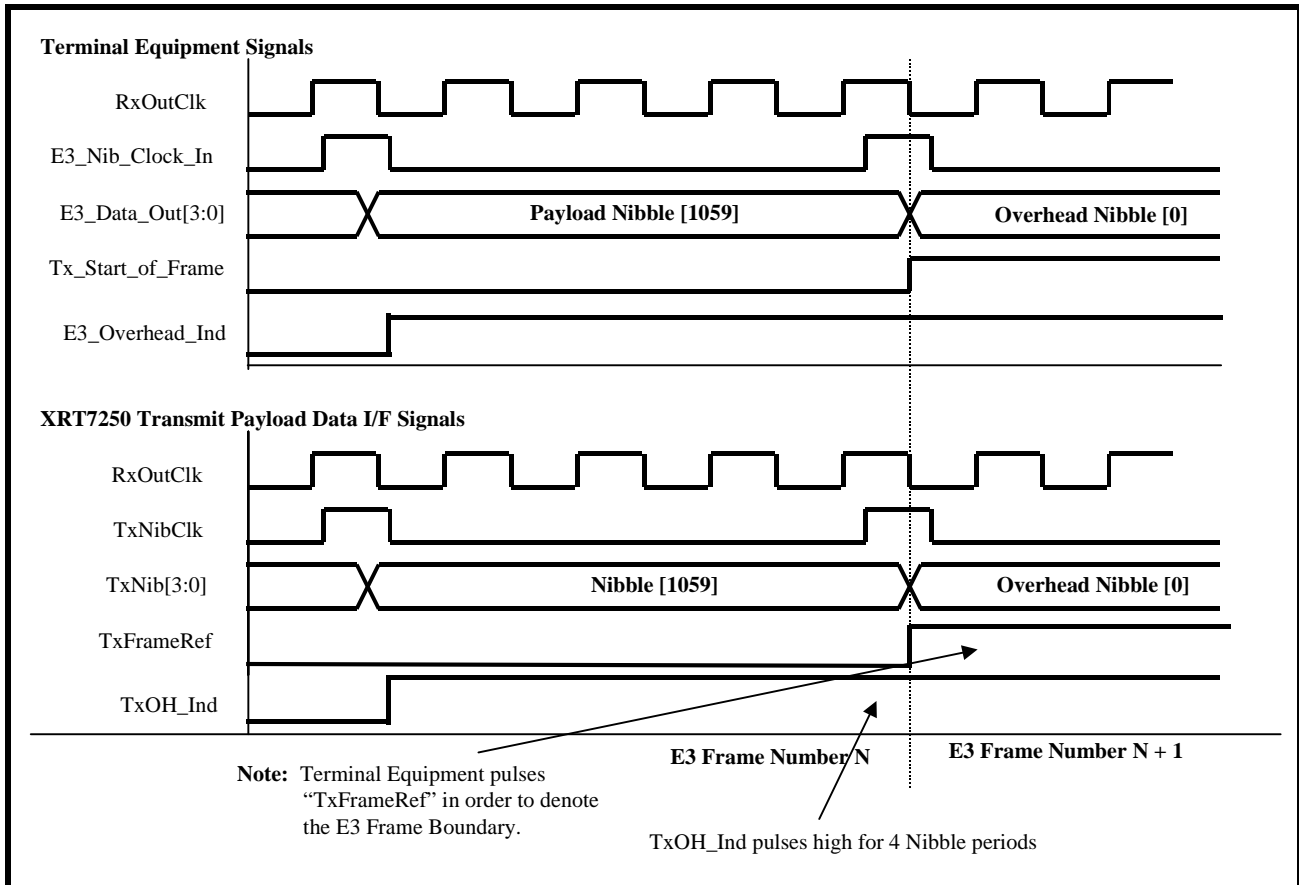 Terminal Equipment Signals
RxOutClk
E3_Nib_Clock_In
E3_Data_Out[3:0]
Payload Nibble [1059]
Overhead Nibble [0]
Tx_Start_of_Frame
E3_Overhead_Ind
XRT7250 Transmit Payload Data I/F Signals
RxOutClk
TxNibClk
TxNib[3:0]
Nibble [1059]
Overhead Nibble [0]
TxFrameRef
TxOH_Ind
E3 Frame Number N
E3 Frame Number N + 1
Note: Terminal Equipment pulses
“TxFrameRef” in order to denote
the E3 Frame Boundary.
TxOH_Ind pulses high for 4 Nibble periods